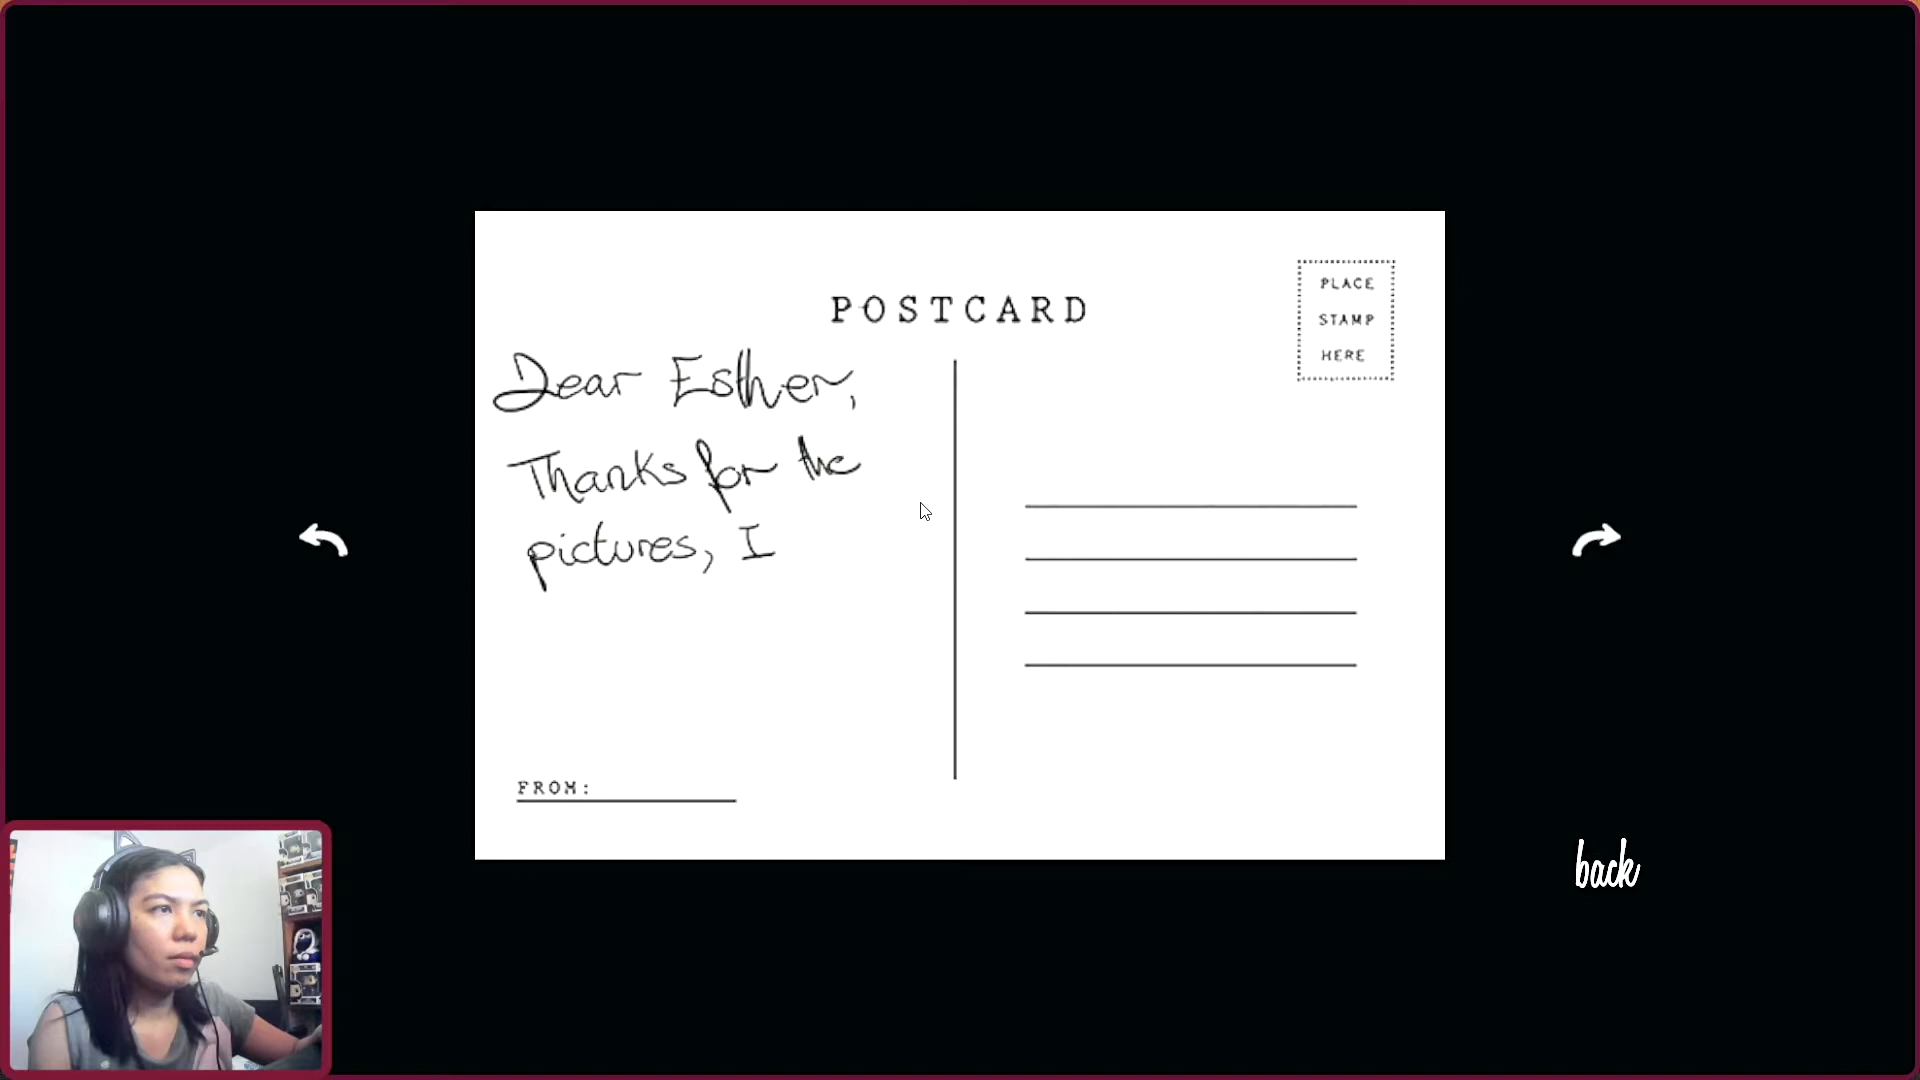 POSTCARD
PLACE
STAMP
HERE
Dear Esther,
Thanks for the
pictures, I
FROM:
back